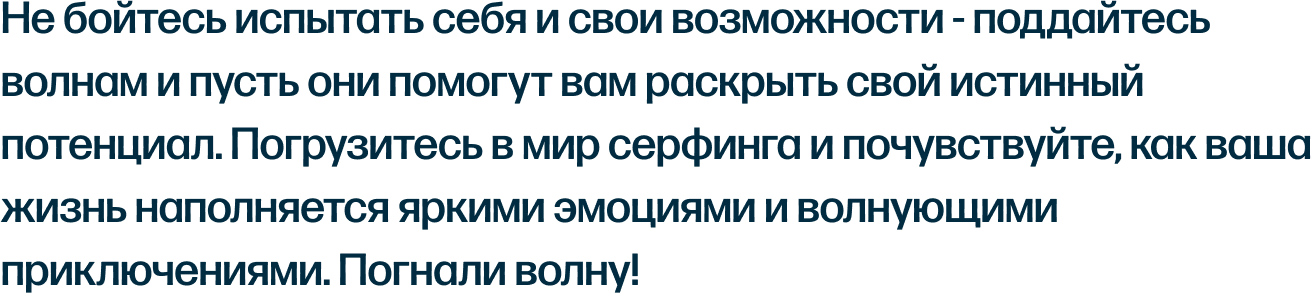 Не бойтесь испытать себя и свои возможности - поддайтесь
волнам и пусть они помогут вам раскрыть свой истинный
потенциал. Погрузитесь в мир серфинга и почувствуйте, как ваша
жизнь наполняется яркими эмоциями и волнующими
приключениями. Погнали волну!